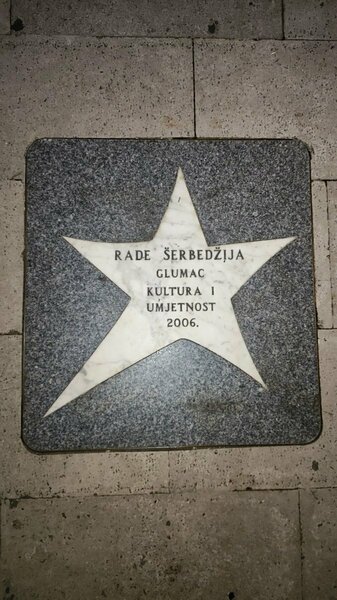 RADE ŠERBEDŽIJA
GLUMAC
KULTURA I
UMJETNOST
2006.